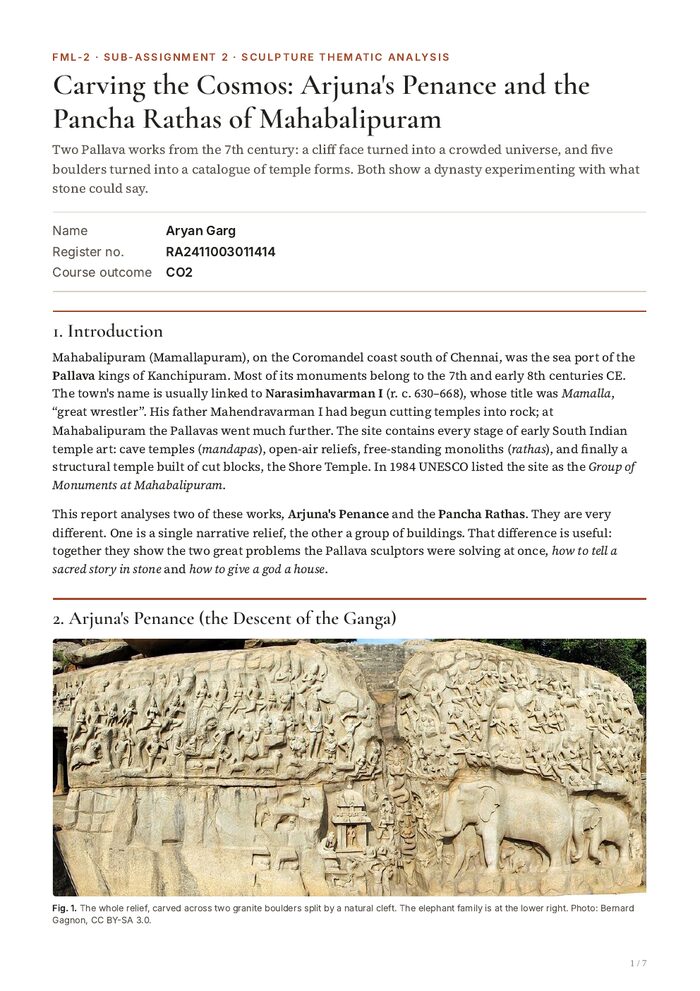 FML-2 · SUB-ASSIGNMENT 2 · SCULPTURE THEMATIC ANALYSIS
Carving the Cosmos: Arjuna's Penance and the
Pancha Rathas of Mahabalipuram
Two Pallava works from the 7th century: a cliff face turned into a crowded universe, and five
boulders turned into a catalogue of temple forms. Both show a dynasty experimenting with what
stone could say.
Name Aryan Garg
Register no. RA2411003011414
Course outcome CO2
1. Introduction
Mahabalipuram (Mamallapuram), on the Coromandel coast south of Chennai, was the sea port of the
Pallava kings of Kanchipuram. Most of its monuments belong to the 7th and early 8th centuries CE.
The town's name is usually linked to Narasimhavarman I (r. c. 630–668), whose title was Mamalla,
“great wrestler”. His father Mahendravarman I had begun cutting temples into rock; at
Mahabalipuram the Pallavas went much further. The site contains every stage of early South Indian
temple art: cave temples (mandapas), open-air reliefs, free-standing monoliths (rathas), and finally a
structural temple built of cut blocks, the Shore Temple. In 1984 UNESCO listed the site as the Group of
Monuments at Mahabalipuram.
This report analyses two of these works, Arjuna's Penance and the Pancha Rathas. They are very
different. One is a single narrative relief, the other a group of buildings. That difference is useful:
together they show the two great problems the Pallava sculptors were solving at once, how to tell a
sacred story in stone and how to give a god a house.
2. Arjuna's Penance (the Descent of the Ganga)
Fig. 1. The whole relief, carved across two granite boulders split by a natural cleft. The elephant family is at the lower right. Photo: Bernard
Gagnon, CC BY-SA 3.0.
1 / 7